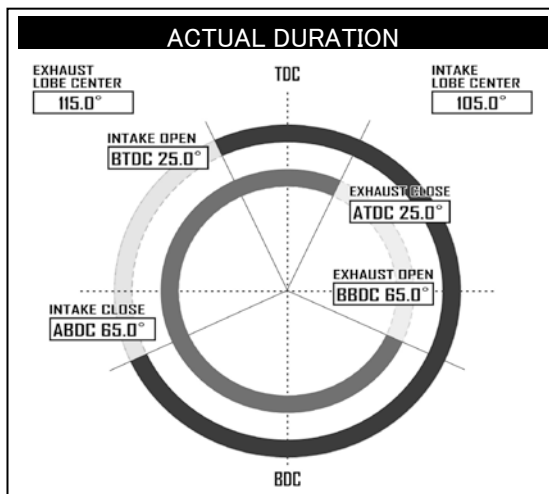 ACTUAL DURATION
EXHAUST
LOBE CENTER
115.0°
TDC
INTAKE
LOBE CENTER
105.0°
INTAKE OPEN
BTDC 25.0°
EXHAUST CLOSE
ATDC 25.0°
EXHAUST OPEN
BBDC 65.0°
INTAKE CLOSE
ABDC 65.0°
BDC